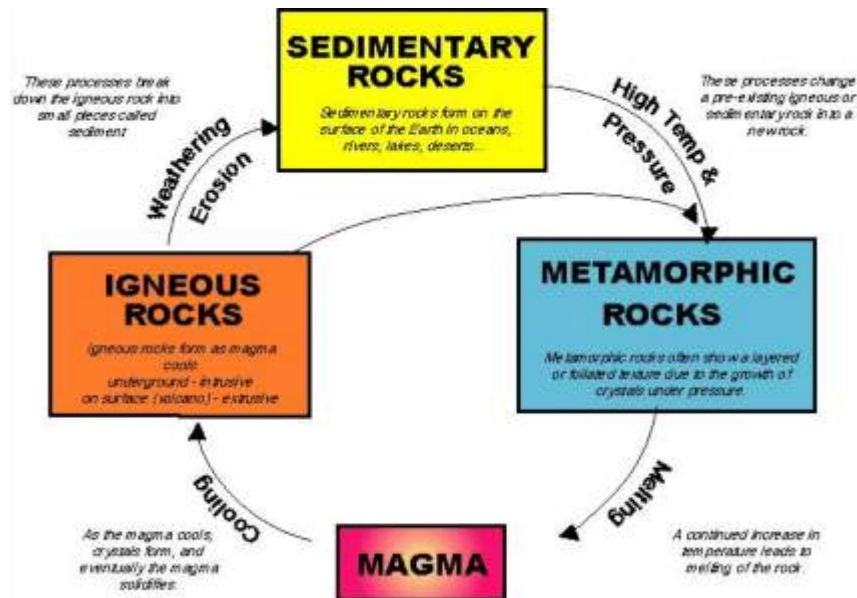 SEDIMENTARY
ROCKS
Sedimentary rocks form on the
surface of the Earth in oceans,
rivers, lakes, deserts...
These processes break
down the igneous rock into
small pieces called
sediment
Weathering
Erosion
High Temp &
Pressure
These processes change
a pre-existing igneous or
sedimentary rock into a
new rock.
IGNEOUS
ROCKS
Igneous rocks form as magma
cools
underground - intrusive
on surface (volcano) - extrusive
METAMORPHIC
ROCKS
Metamorphic rocks often show a layered
or foliated texture due to the growth of
crystals under pressure.
Cooling
Melting
As the magma cools,
crystals form, and
eventually the magma
solidifies.
MAGMA
A continued increase in
temperature leads to
melting of the rock.